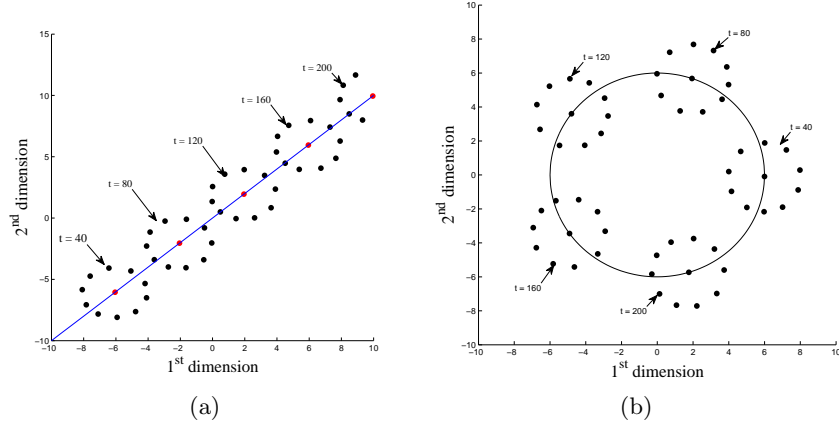 15
10
5
0
−5
−10
−10 −8 −6 −4 −2 0 2 4 6 8 10
2nd dimension
1st dimension
t = 40
t = 80
t = 120
t = 160
t = 200
(a)
10
8
6
4
2
0
−2
−4
−6
−8
−10
−10 −8 −6 −4 −2 0 2 4 6 8 10
2nd dimension
1st dimension
t = 80
t = 120
t = 40
t = 160
t = 200
(b)